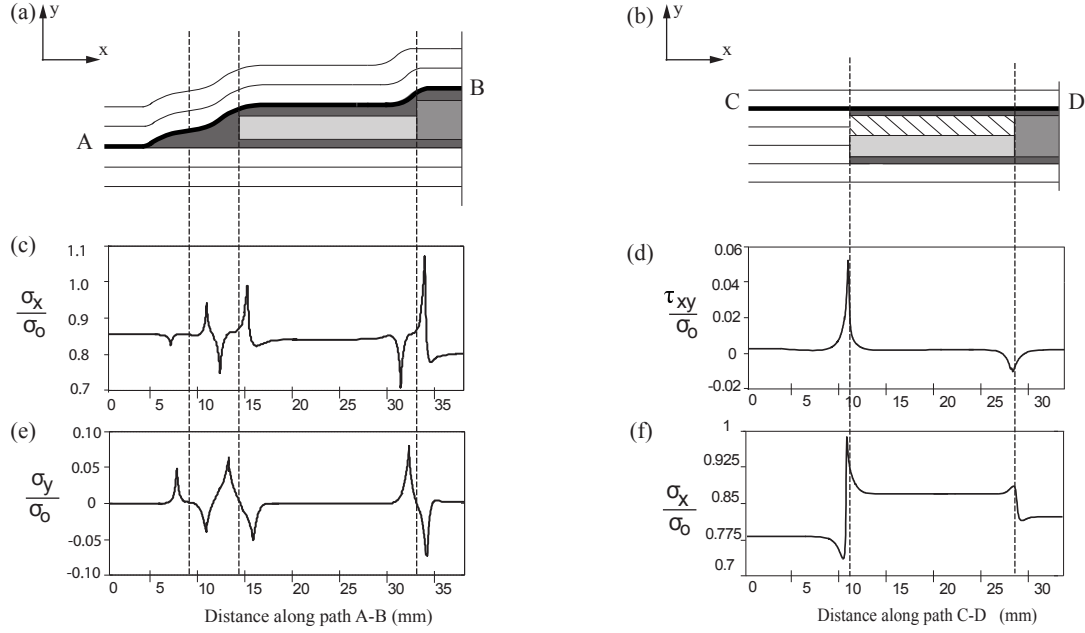 (a)
y
x
A
B
(b)
y
x
C
D
(c)
σx/σo
1.1
1.0
0.9
0.8
0.7
0 5 10 15 20 25 30 35
(d)
τxy/σo
0.06
0.04
0.02
0
-0.02
0 5 10 15 20 25 30
(e)
σy/σo
0.10
0.05
0
-0.05
-0.10
0 5 10 15 20 25 30 35
Distance along path A-B (mm)
(f)
σx/σo
1
0.925
0.85
0.775
0.7
0 5 10 15 20 25 30
Distance along path C-D (mm)